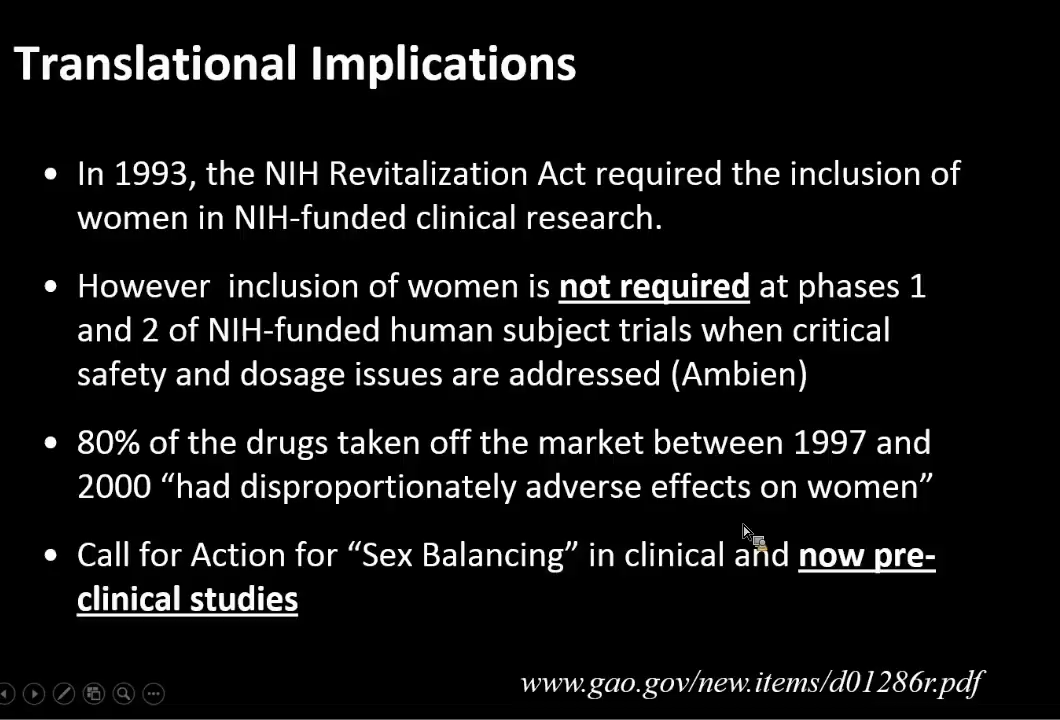 Translational Implications
• In 1993, the NIH Revitalization Act required the inclusion of
women in NIH-funded clinical research.
• However  inclusion of women is not required at phases 1
and 2 of NIH-funded human subject trials when critical
safety and dosage issues are addressed (Ambien)
• 80% of the drugs taken off the market between 1997 and
2000 “had disproportionately adverse effects on women”
• Call for Action for “Sex Balancing” in clinical and now pre-
clinical studies
www.gao.gov/new.items/d01286r.pdf